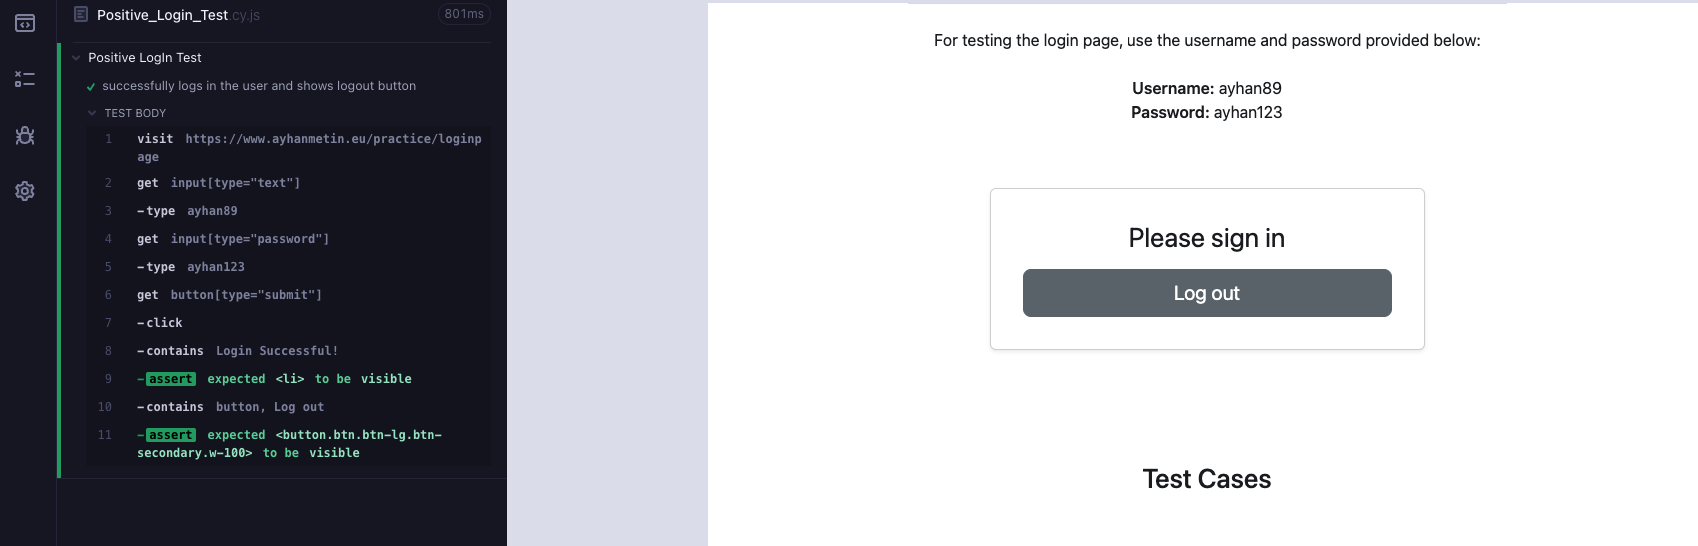 Positive_Login_Test.cy.js 801ms
Positive LogIn Test
successfully logs in the user and shows logout button
TEST BODY
1 visit https://www.ayhanmetin.eu/practice/loginp
age
2 get input[type="text"]
3 -type ayhan89
4 get input[type="password"]
5 -type ayhan123
6 get button[type="submit"]
7 -click
8 -contains Login Successful!
9 -assert expected <li> to be visible
10 -contains button, Log out
11 -assert expected <button.btn.btn-lg.btn-
secondary.w-100> to be visible
For testing the login page, use the username and password provided below:
Username: ayhan89
Password: ayhan123
Please sign in
Log out
Test Cases